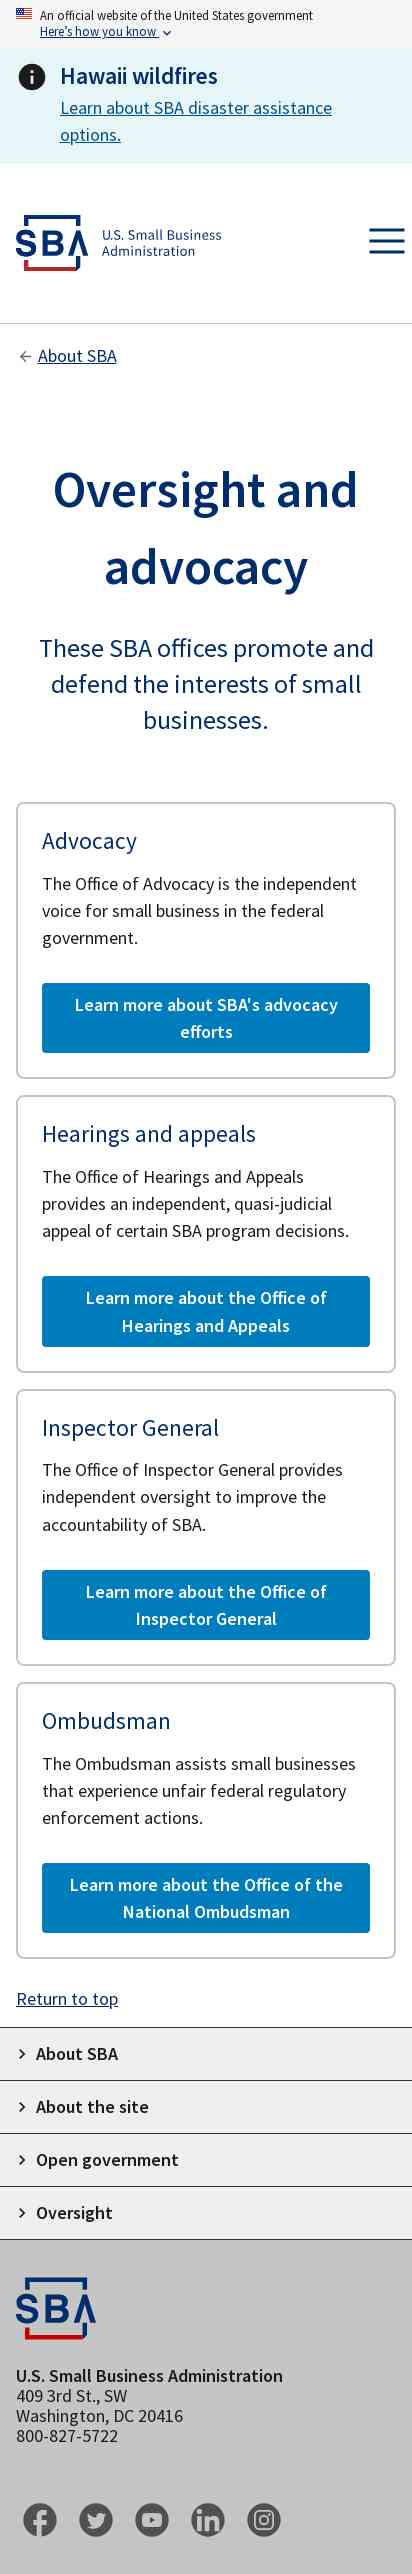 An official website of the United States government
Here's how you know
Hawaii wildfires
Learn about SBA disaster assistance
options.
SBA
U.S. Small Business
Administration
About SBA
Oversight and
advocacy
These SBA offices promote and
defend the interests of small
businesses.
Advocacy
The Office of Advocacy is the independent
voice for small business in the federal
government.
Learn more about SBA's advocacy
efforts
Hearings and appeals
The Office of Hearings and Appeals
provides an independent, quasi-judicial
appeal of certain SBA program decisions.
Learn more about the Office of
Hearings and Appeals
Inspector General
The Office of Inspector General provides
independent oversight to improve the
accountability of SBA.
Learn more about the Office of
Inspector General
Ombudsman
The Ombudsman assists small businesses
that experience unfair federal regulatory
enforcement actions.
Learn more about the Office of the
National Ombudsman
Return to top
About SBA
About the site
Open government
Oversight
SBA
U.S. Small Business Administration
409 3rd St., SW
Washington, DC 20416
800-827-5722